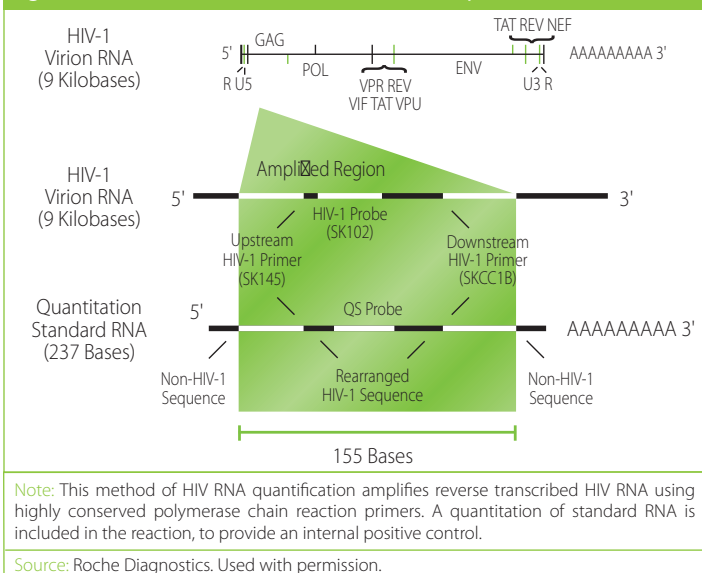 TAT REV NEF
HIV-1
Virion RNA
(9 Kilobases)
5'
GAG
AAAAAAAAA 3'
POL
ENV
R U5
VPR REV
VIF TAT VPU
U3 R
Amplified Region
HIV-1
Virion RNA
(9 Kilobases)
5'
3'
HIV-1 Probe
(SK102)
Upstream
HIV-1 Primer
(SK145)
Downstream
HIV-1 Primer
(SKCC1B)
Quantitation
Standard RNA
(237 Bases)
5'
QS Probe
AAAAAAAAA 3'
Non-HIV-1
Sequence
Rearranged
HIV-1 Sequence
Non-HIV-1
Sequence
155 Bases
Note: This method of HIV RNA quantification amplifies reverse transcribed HIV RNA using
highly conserved polymerase chain reaction primers. A quantitation of standard RNA is
included in the reaction, to provide an internal positive control.
Source: Roche Diagnostics. Used with permission.